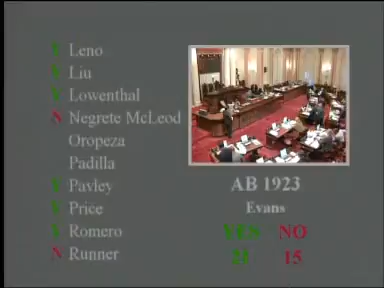 Y Leno
Y Liu
Y Lowenthal
N Negrete McLeod
Oropeza
Padilla
Y Pavley
Y Price
Y Romero
N Runner
AB 1923
Evans
YES NO
21 15